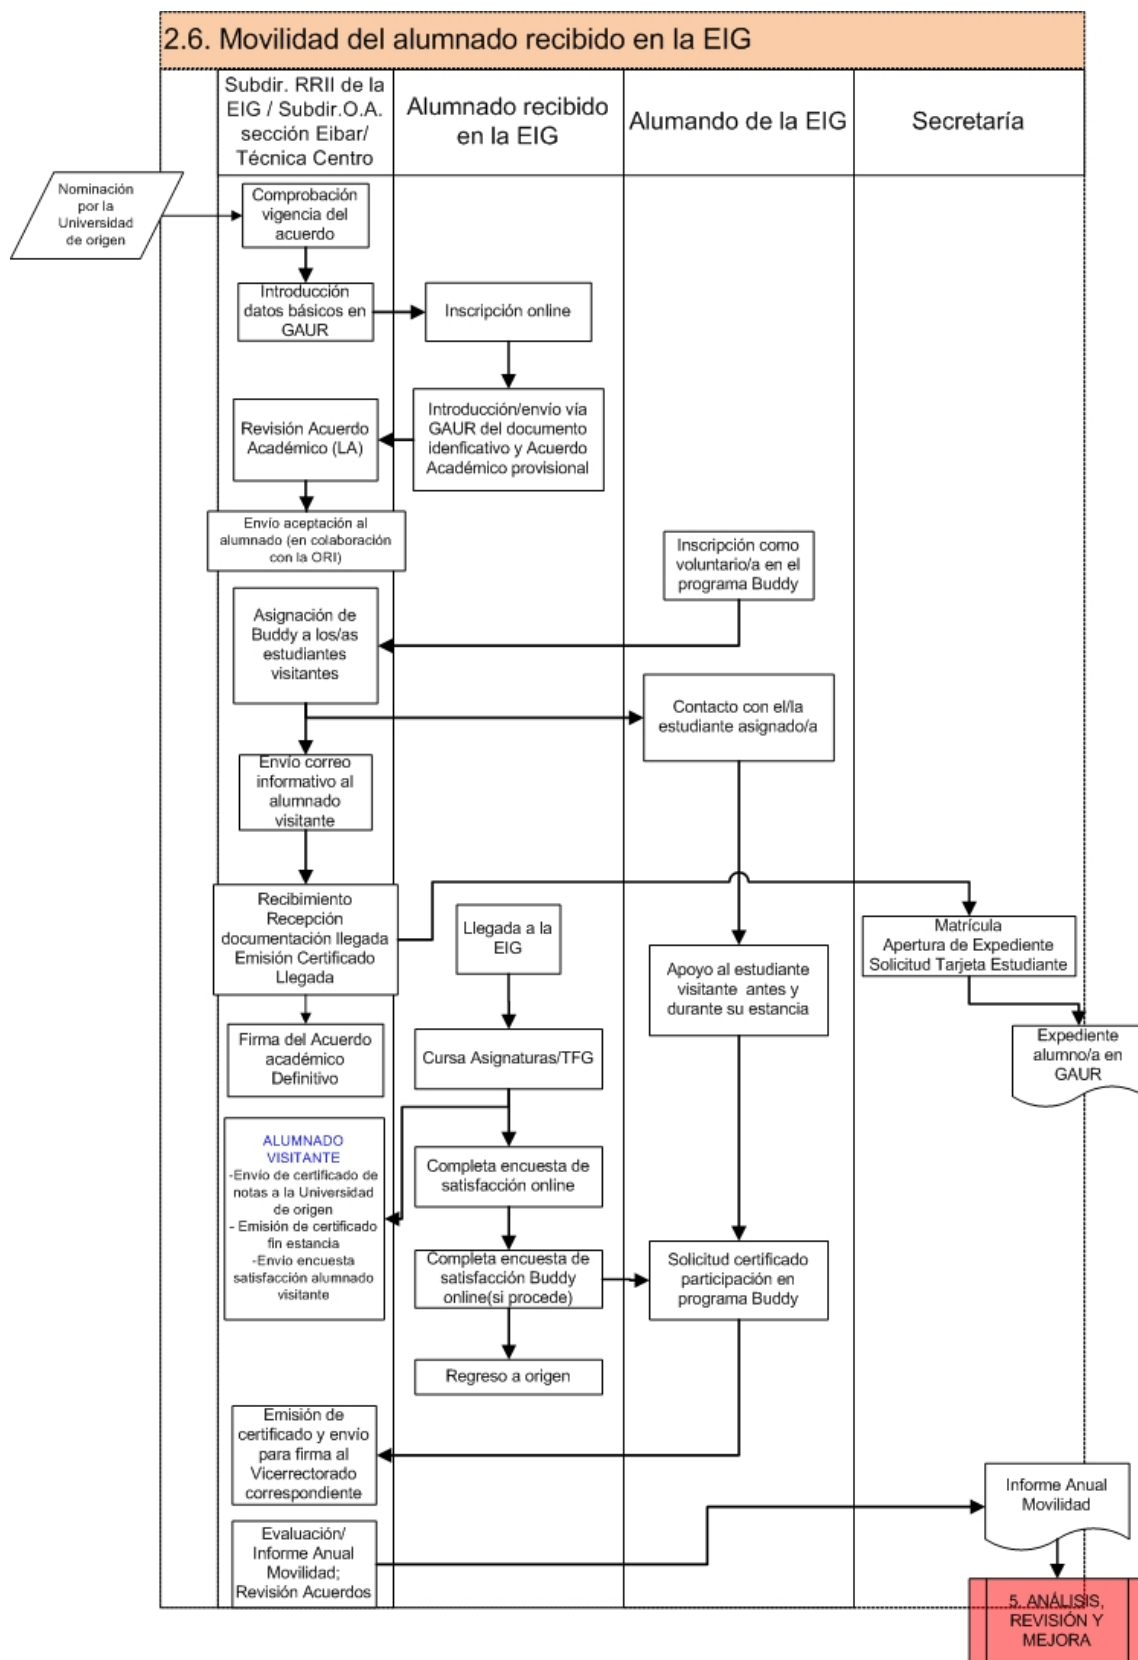 2.6. Movilidad del alumnado recibido en la EIG
Subdir. RRII de la
EIG / Subdir.O.A.
sección Eibar/
Técnica Centro
Alumnado recibido
en la EIG
Alumando de la EIG
Secretaría
Nominación
por la
Universidad
de origen
Comprobación
vigencia del
acuerdo
Introducción
datos básicos en
GAUR
Inscripción online
Introducción/envío vía
GAUR del documento
idenficativo y Acuerdo
Académico provisional
Revisión Acuerdo
Académico (LA)
Envío aceptación al
alumnado (en colaboración
con la ORI)
Inscripción como
voluntario/a en el
programa Buddy
Asignación de
Buddy a los/as
estudiantes
visitantes
Contacto con el/la
estudiante asignado/a
Envío correo
informativo al
alumnado
visitante
Recibimiento
Recepción
documentación llegada
Emisión Certificado
Llegada
Llegada a la
EIG
Apoyo al estudiante
visitante antes y
durante su estancia
Matrícula
Apertura de Expediente
Solicitud Tarjeta Estudiante
Expediente
alumno/a en
GAUR
Firma del Acuerdo
académico
Definitivo
Cursa Asignaturas/TFG
ALUMNADO
VISITANTE
-Envío de certificado de
notas a la Universidad
de origen
- Emisión de certificado
fin estancia
-Envío encuesta
satisfacción alumnado
visitante
Completa encuesta de
satisfacción online
Completa encuesta de
satisfacción Buddy
online(si procede)
Solicitud certificado
participación en
programa Buddy
Regreso a origen
Emisión de
certificado y envío
para firma al
Vicerrectorado
correspondiente
Evaluación/
Informe Anual
Movilidad;
Revisión Acuerdos
Informe Anual
Movilidad
5. ANÁLISIS,
REVISIÓN Y
MEJORA